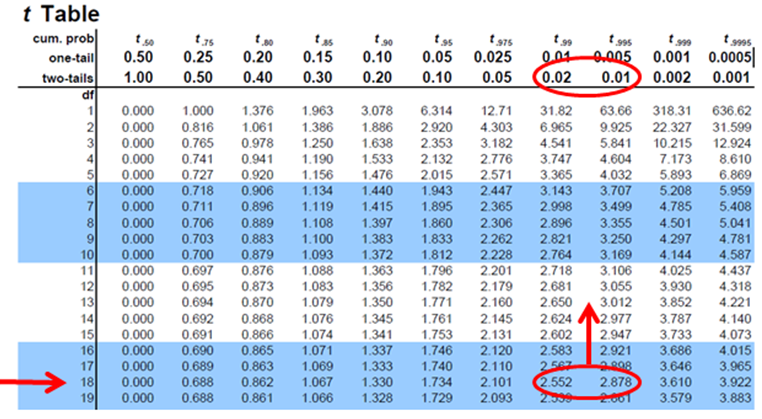 t Table
cum. prob t .50 t .75 t .80 t .85 t .90 t .95 t .975 t .99 t .995 t .999 t .9995
one-tail 0.50 0.25 0.20 0.15 0.10 0.05 0.025 0.01 0.005 0.001 0.0005
two-tails 1.00 0.50 0.40 0.30 0.20 0.10 0.05 0.02 0.01 0.002 0.001
df
1 0.000 1.000 1.376 1.963 3.078 6.314 12.71 31.82 63.66 318.31 636.62
2 0.000 0.816 1.061 1.386 1.886 2.920 4.303 6.965 9.925 22.327 31.599
3 0.000 0.765 0.978 1.250 1.638 2.353 3.182 4.541 5.841 10.215 12.924
4 0.000 0.741 0.941 1.190 1.533 2.132 2.776 3.747 4.604 7.173 8.610
5 0.000 0.727 0.920 1.156 1.476 2.015 2.571 3.365 4.032 5.893 6.869
6 0.000 0.718 0.906 1.134 1.440 1.943 2.447 3.143 3.707 5.208 5.959
7 0.000 0.711 0.896 1.119 1.415 1.895 2.365 2.998 3.499 4.785 5.408
8 0.000 0.706 0.889 1.108 1.397 1.860 2.306 2.896 3.355 4.501 5.041
9 0.000 0.703 0.883 1.100 1.383 1.833 2.262 2.821 3.250 4.297 4.781
10 0.000 0.700 0.879 1.093 1.372 1.812 2.228 2.764 3.169 4.144 4.587
11 0.000 0.697 0.876 1.088 1.363 1.796 2.201 2.718 3.106 4.025 4.437
12 0.000 0.695 0.873 1.083 1.356 1.782 2.179 2.681 3.055 3.930 4.318
13 0.000 0.694 0.870 1.079 1.350 1.771 2.160 2.650 3.012 3.852 4.221
14 0.000 0.692 0.868 1.076 1.345 1.761 2.145 2.624 2.977 3.787 4.140
15 0.000 0.691 0.866 1.074 1.341 1.753 2.131 2.602 2.947 3.733 4.073
16 0.000 0.690 0.865 1.071 1.337 1.746 2.120 2.583 2.921 3.686 4.015
17 0.000 0.689 0.863 1.069 1.333 1.740 2.110 2.567 2.898 3.646 3.965
18 0.000 0.688 0.862 1.067 1.330 1.734 2.101 2.552 2.878 3.610 3.922
19 0.000 0.688 0.861 1.066 1.328 1.729 2.093 2.539 2.861 3.579 3.883